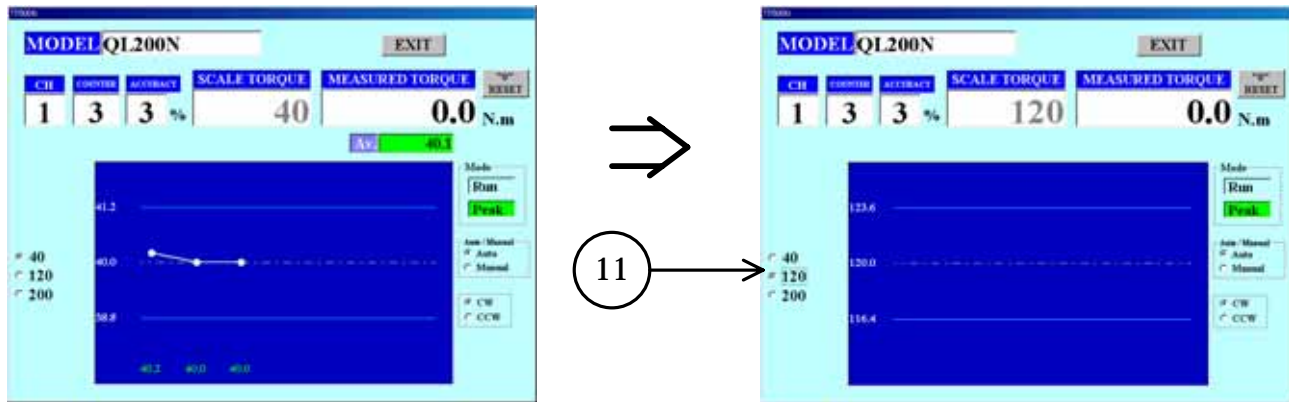 MODEL QL200N EXIT
CH COUNTER ACCURACY SCALE TORQUE MEASURED TORQUE "0" RESET
1 3 3 % 40 0.0 N.m
Av. 40.1
Mode
Run
Peak
41.2
40.0
38.8
40
120
200
Auto / Manual
Auto
Manual
CW
CCW
40.2 40.0 40.0
11
MODEL QL200N EXIT
CH COUNTER ACCURACY SCALE TORQUE MEASURED TORQUE "0" RESET
1 3 3 % 120 0.0 N.m
Mode
Run
Peak
123.6
120.0
116.4
40
120
200
Auto / Manual
Auto
Manual
CW
CCW